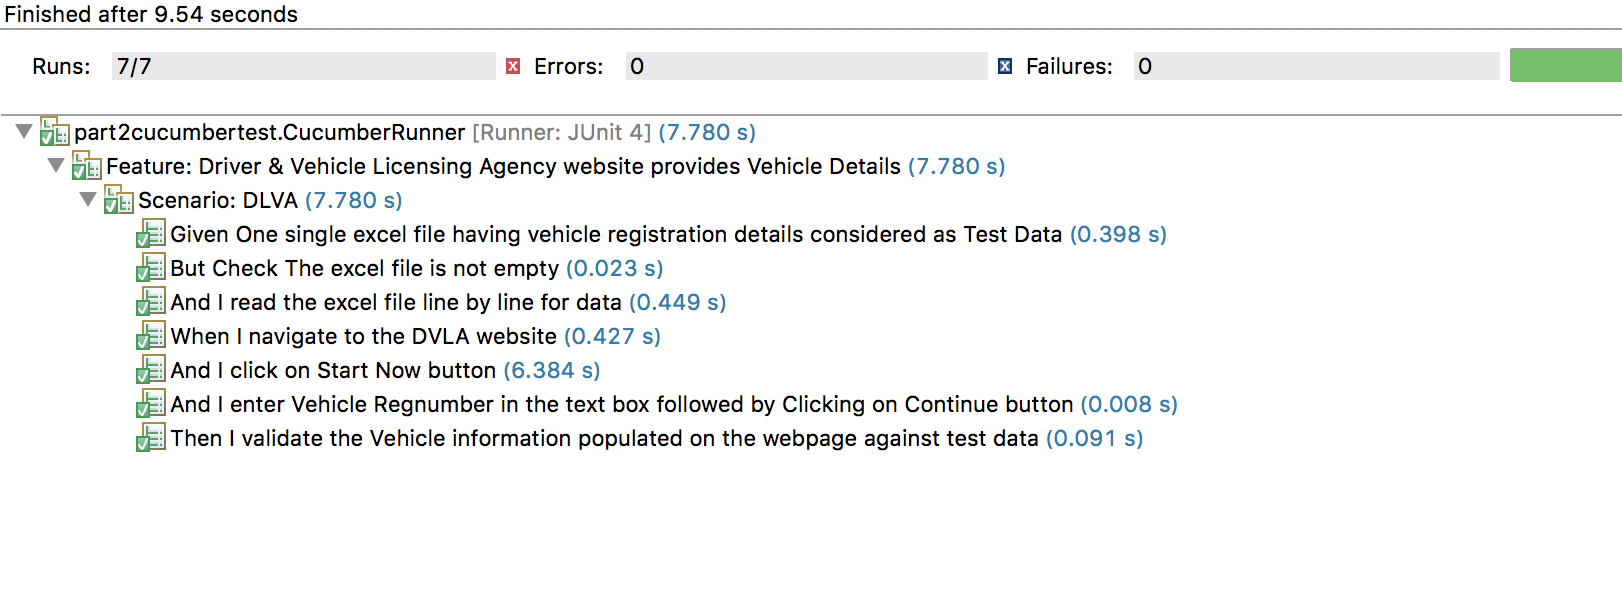 Finished after 9.54 seconds
Runs: 7/7 Errors: 0 Failures: 0
part2cucumbertest.CucumberRunner [Runner: JUnit 4] (7.780 s)
Feature: Driver & Vehicle Licensing Agency website provides Vehicle Details (7.780 s)
Scenario: DLVA (7.780 s)
Given One single excel file having vehicle registration details considered as Test Data (0.398 s)
But Check The excel file is not empty (0.023 s)
And I read the excel file line by line for data (0.449 s)
When I navigate to the DVLA website (0.427 s)
And I click on Start Now button (6.384 s)
And I enter Vehicle Regnumber in the text box followed by Clicking on Continue button (0.008 s)
Then I validate the Vehicle information populated on the webpage against test data (0.091 s)